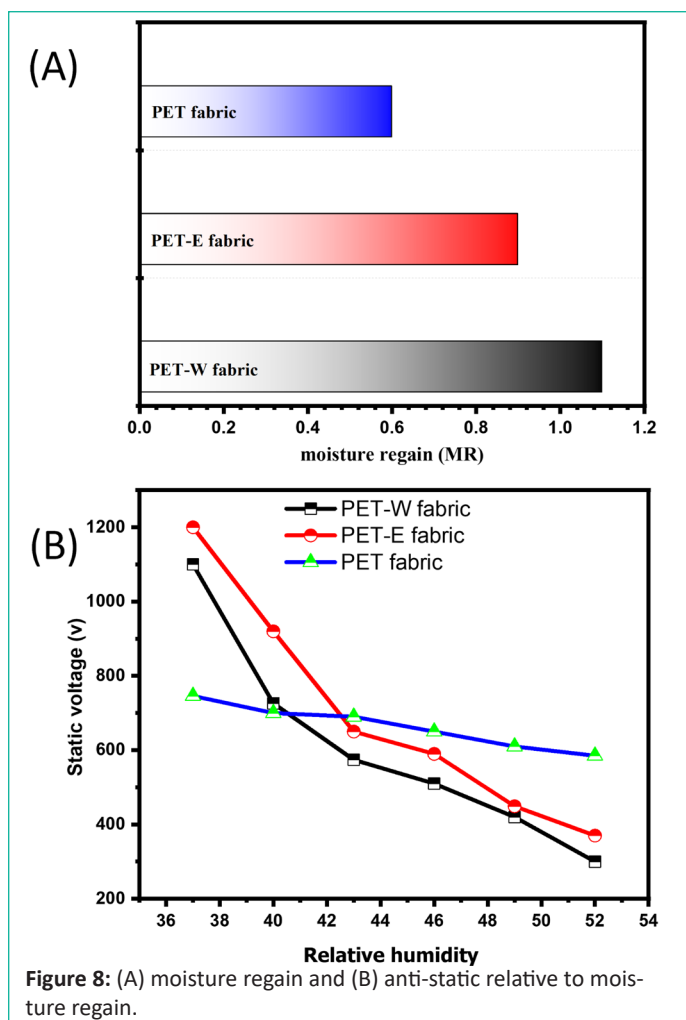 (A)
PET fabric
PET-E fabric
PET-W fabric
0.0 0.2 0.4 0.6 0.8 1.0 1.2
moisture regain (MR)
(B)
PET-W fabric
PET-E fabric
PET fabric
1200
1000
800
600
400
200
Static voltage (v)
36 38 40 42 44 46 48 50 52 54
Relative humidity
Figure 8: (A) moisture regain and (B) anti-static relative to mois-
ture regain.